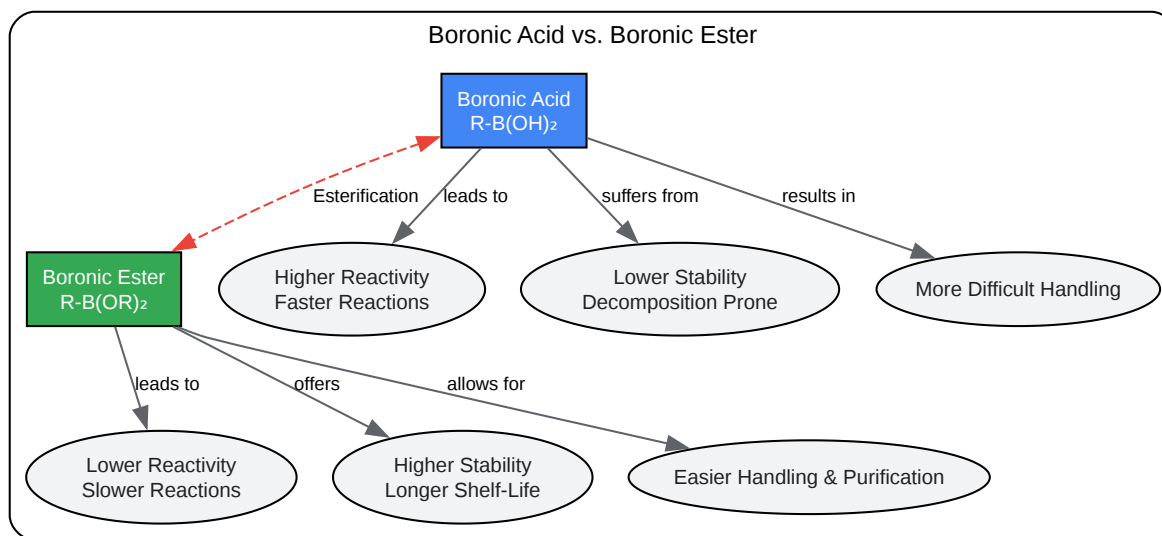 Boronic Acid vs. Boronic Ester
Boronic Acid
R-B(OH)₂
Esterification
leads to
suffers from
results in
Boronic Ester
R-B(OR)₂
Higher Reactivity
Faster Reactions
Lower Stability
Decomposition Prone
More Difficult Handling
leads to
offers
allows for
Lower Reactivity
Slower Reactions
Higher Stability
Longer Shelf-Life
Easier Handling & Purification